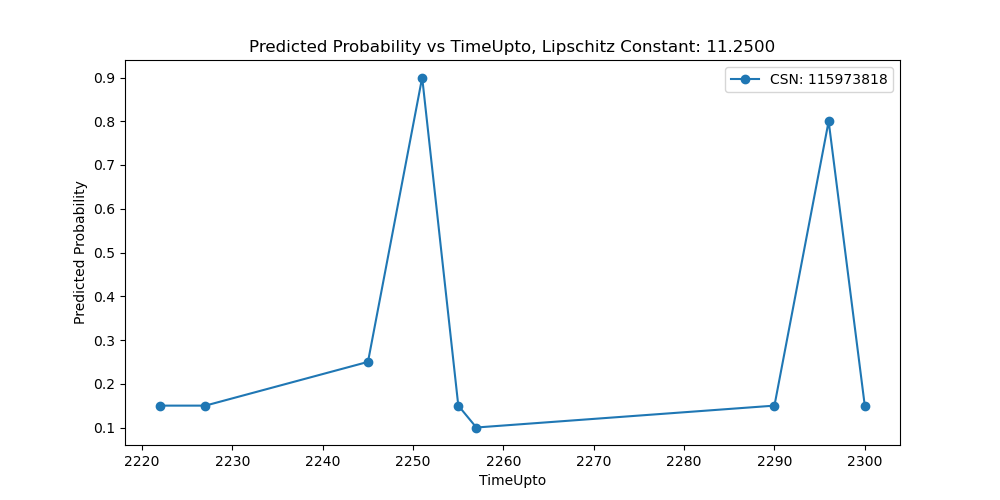 Predicted Probability vs TimeUpto, Lipschitz Constant: 11.2500
CSN: 115973818
Predicted Probability
0.9
0.8
0.7
0.6
0.5
0.4
0.3
0.2
0.1
2220 2230 2240 2250 2260 2270 2280 2290 2300
TimeUpto